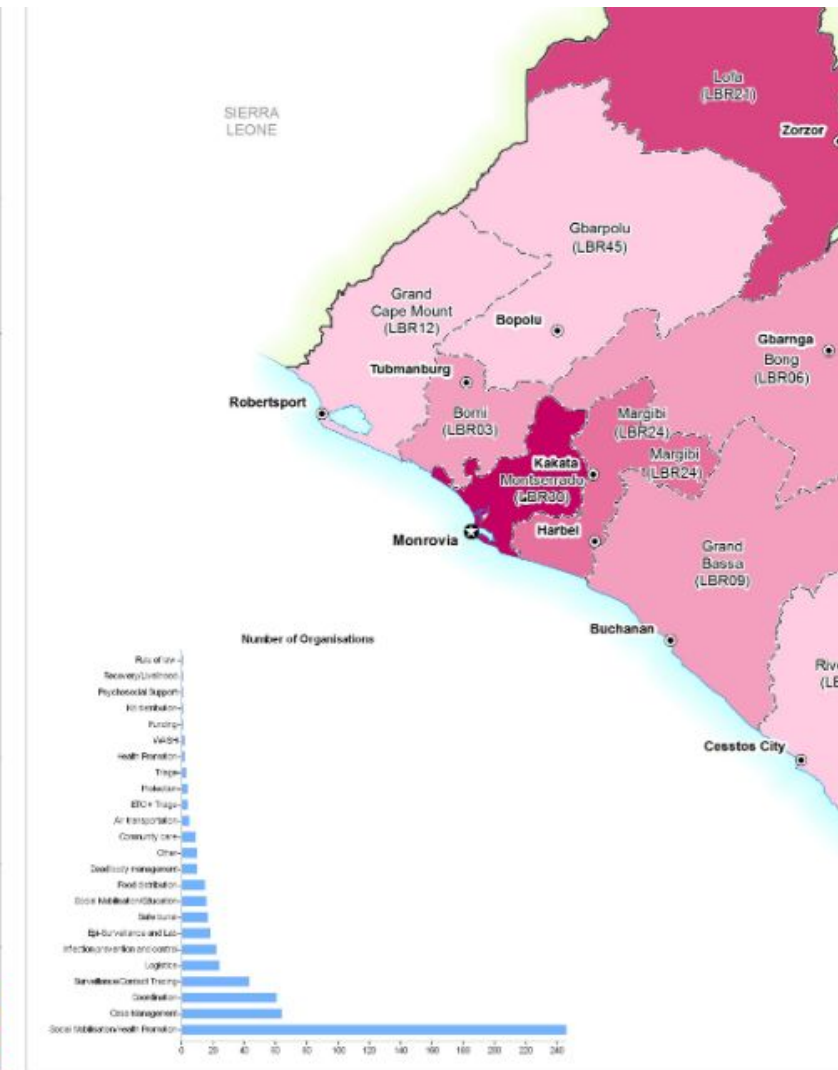 SIERRA
LEONE
Lofa
(LBR21)
Zorzor
Gbarpolu
(LBR45)
Grand
Cape Mount
(LBR12)
Bopolu
Gbarnga
Bong
(LBR06)
Tubmanburg
Robertsport
Bomi
(LBR03)
Margibi
(LBR24)
Margibi
(LBR24)
Kakata
Montserrado
(LBR30)
Monrovia
Harbel
Grand
Bassa
(LBR09)
Buchanan
Cesstos City
Number of Organisations
Rule of law
Recovery/Livelihood
Psychosocial Support
Kit distribution
Funding
WASH
Health Promotion
Triage
Protection
ETC + Triage
Air transportation
Community care
Other
Dead body management
Food distribution
Social Mobilisation/Education
Safe burial
Epi-Surveillance and Lab
Infection prevention and control
Logistics
Surveillance/Contact Tracing
Coordination
Case Management
Social Mobilisation/Health Promotion
0 20 40 60 80 100 120 140 160 180 200 220 240